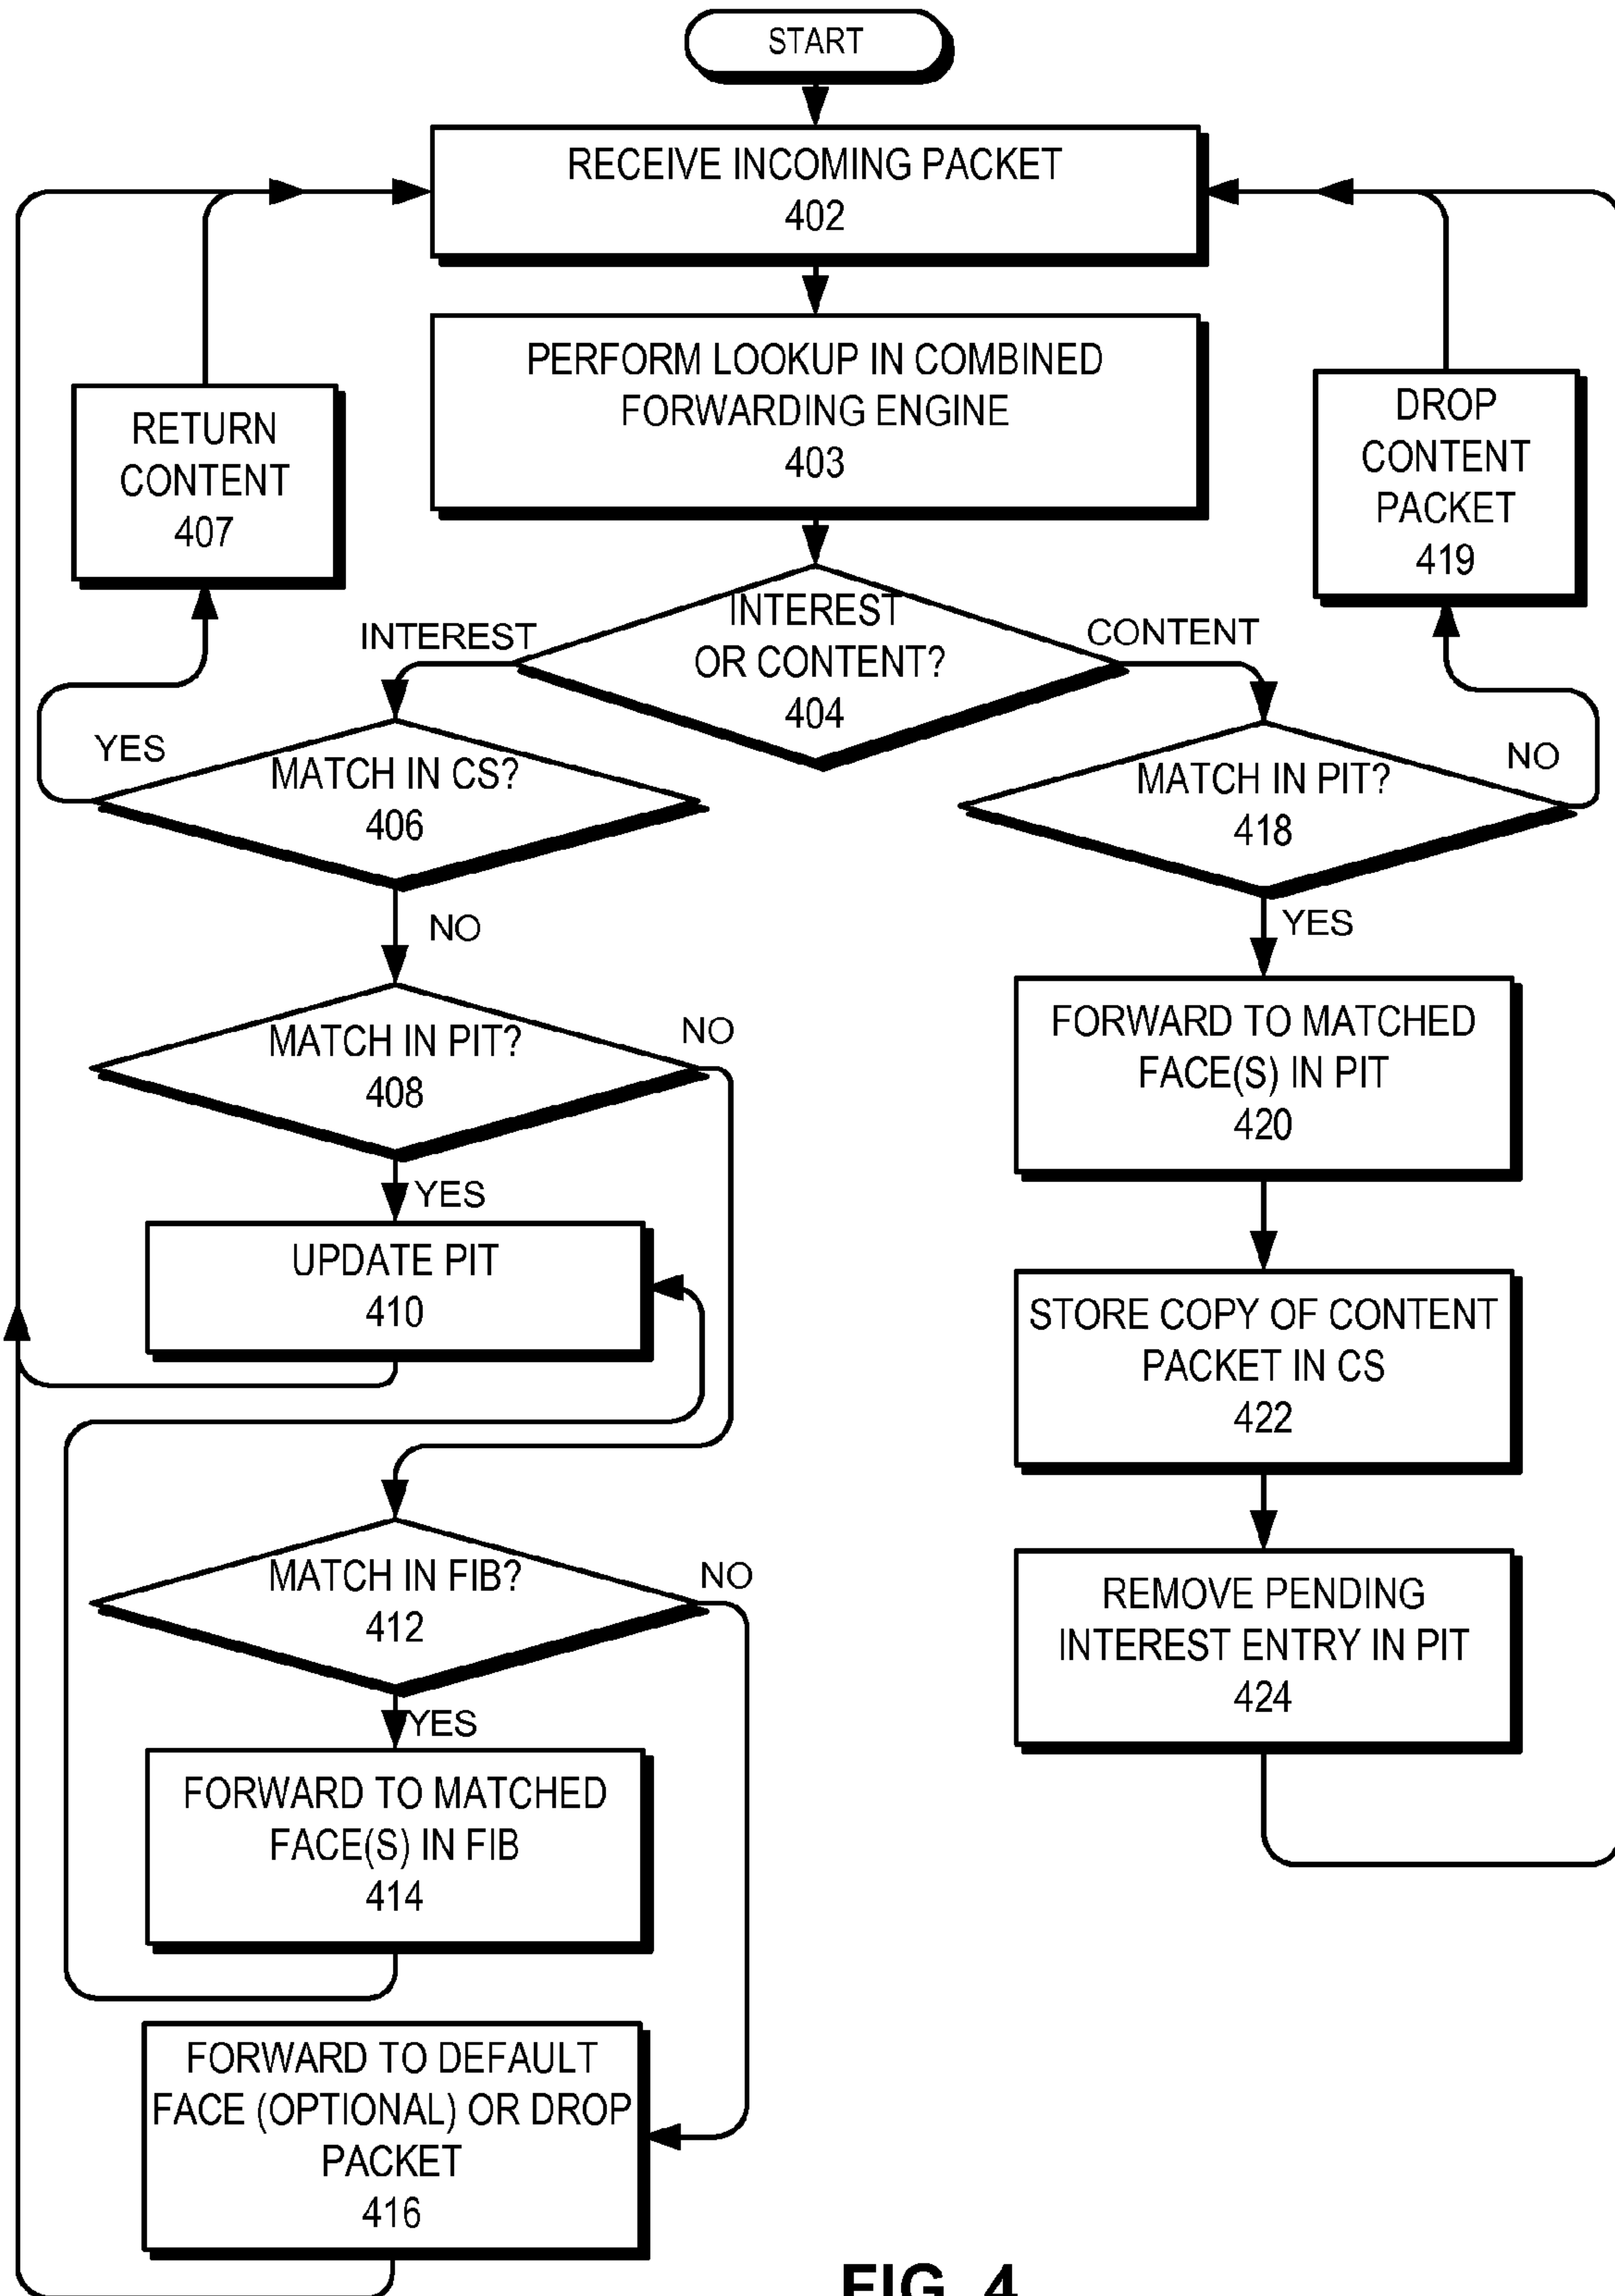 START
RECEIVE INCOMING PACKET
402
PERFORM LOOKUP IN COMBINED
FORWARDING ENGINE
403
RETURN
CONTENT
407
DROP
CONTENT
PACKET
419
INTEREST
OR CONTENT?
404
INTEREST
CONTENT
YES
MATCH IN CS?
406
NO
MATCH IN PIT?
418
NO
YES
MATCH IN PIT?
408
NO
YES
FORWARD TO MATCHED
FACE(S) IN PIT
420
UPDATE PIT
410
STORE COPY OF CONTENT
PACKET IN CS
422
MATCH IN FIB?
412
NO
YES
REMOVE PENDING
INTEREST ENTRY IN PIT
424
FORWARD TO MATCHED
FACE(S) IN FIB
414
FORWARD TO DEFAULT
FACE (OPTIONAL) OR DROP
PACKET
416
FIG. 4